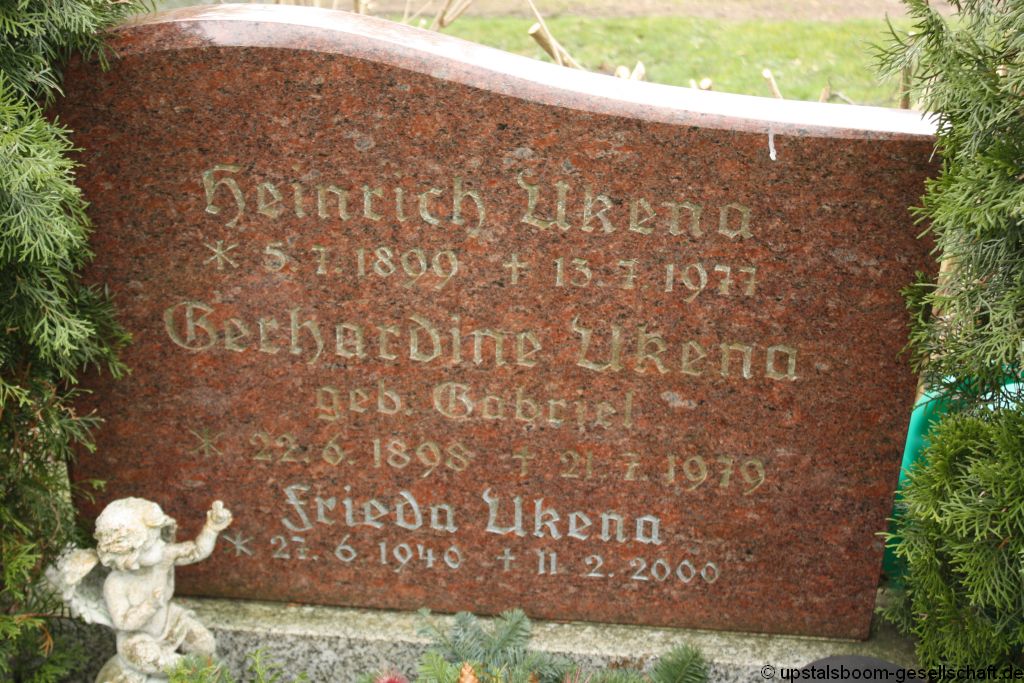 Heinrich Ukena
* 5. 7. 1899 † 13. 7. 1977
Gerhardine Ukena
geb. Gabriel
* 22. 6. 1898 † 21. 7. 1979
Frieda Ukena
* 27. 6. 1940 † 11. 2. 2000
© upstalsboom-gesellschaft.de